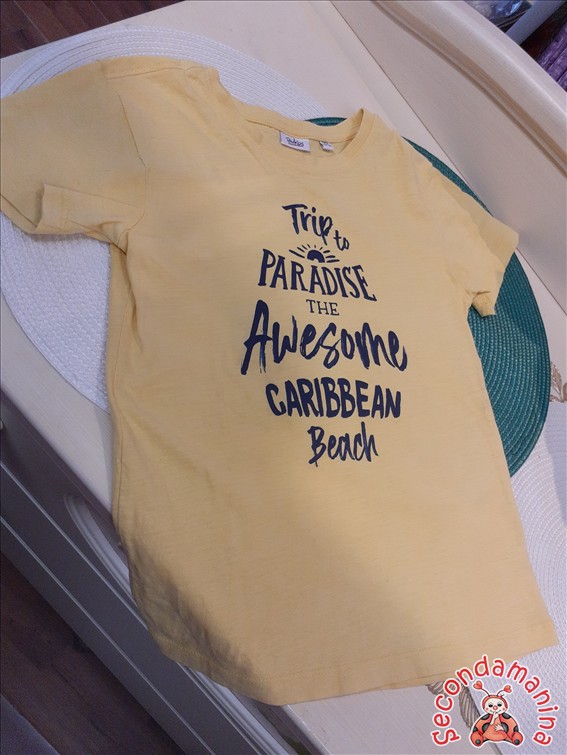 Trip to
PARADISE
THE
Awesome
CARIBBEAN
Beach
secondamanina